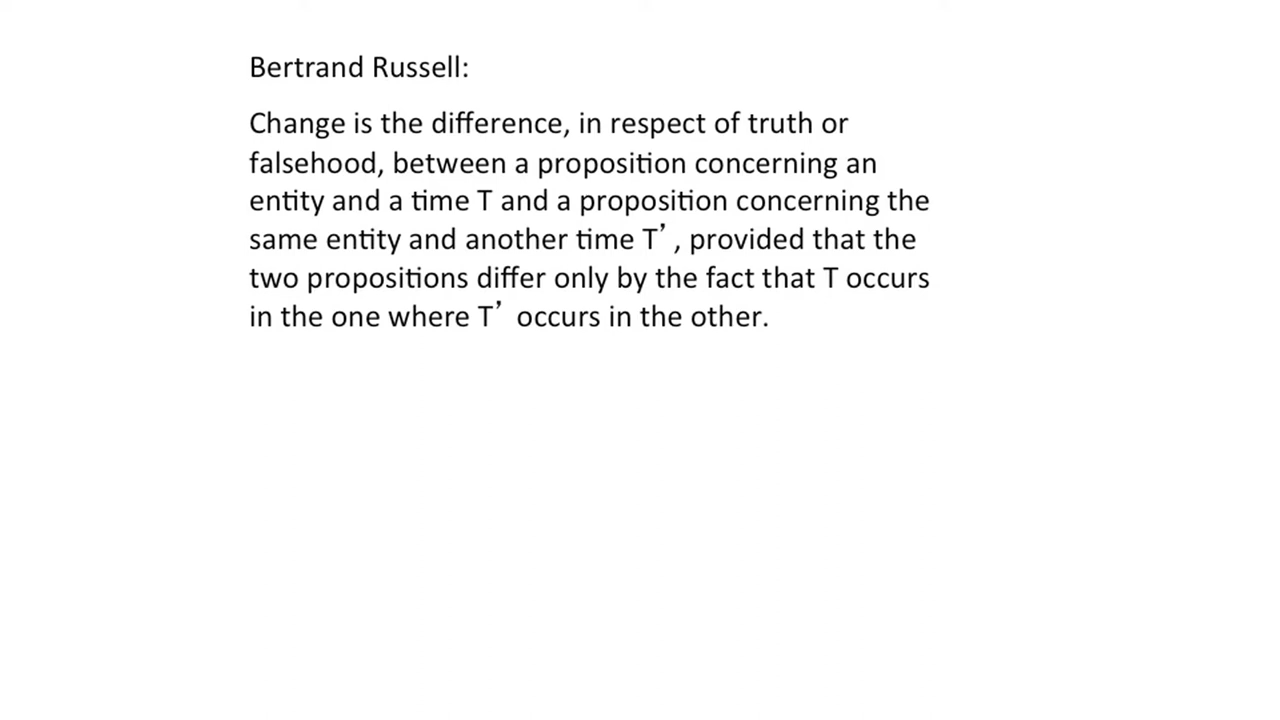 Bertrand Russell:
Change is the difference, in respect of truth or
falsehood, between a proposition concerning an
entity and a time T and a proposition concerning the
same entity and another time T’, provided that the
two propositions differ only by the fact that T occurs
in the one where T’ occurs in the other.